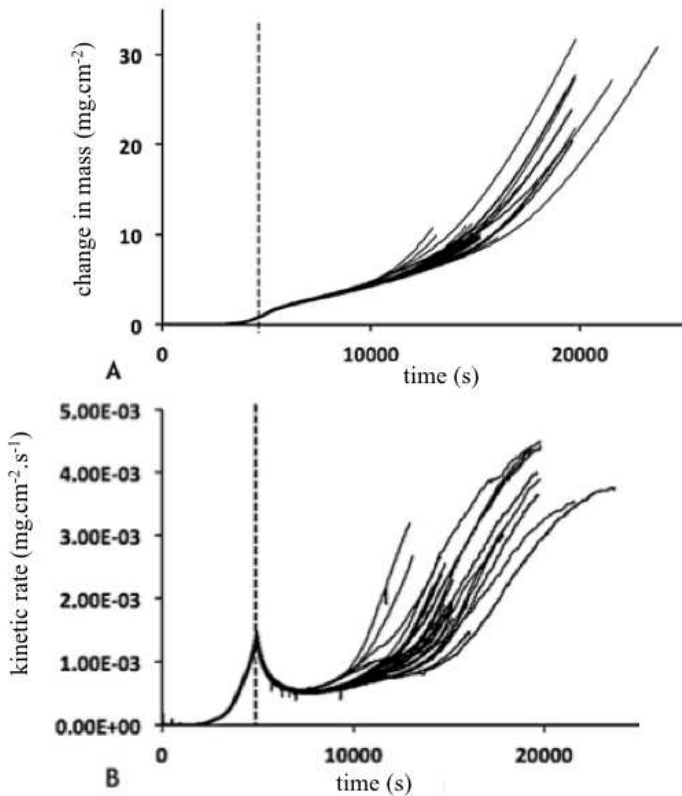 30
20
10
0
change in mass (mg.cm⁻²)
0 10000 20000
A time (s)
5.00E-03
4.00E-03
3.00E-03
2.00E-03
1.00E-03
0.00E+00
kinetic rate (mg.cm⁻².s⁻¹)
0 10000 20000
B time (s)